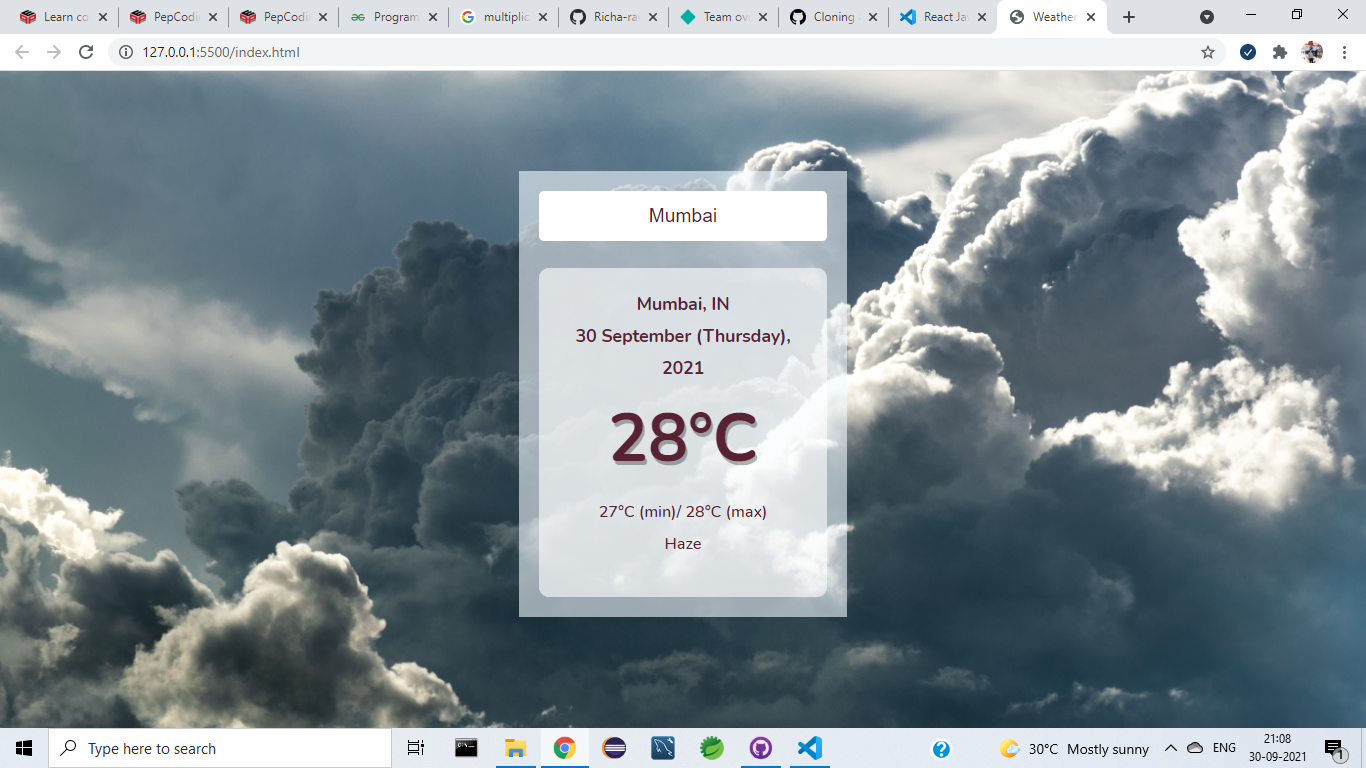 Learn co
PepCodi
PepCodin
Program
multiplic
Richa-ra
Team ov
Cloning
React Ja
Weather
127.0.0.1:5500/index.html
Mumbai
Mumbai, IN
30 September (Thursday),
2021
28°C
27°C (min)/ 28°C (max)
Haze
Type here to search
30°C Mostly sunny
ENG
21:08
30-09-2021
1